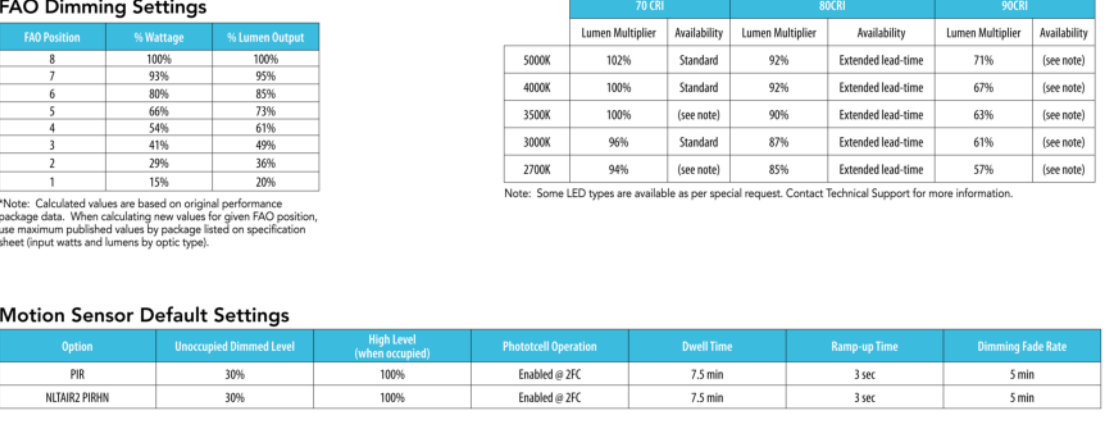 FAO Dimming Settings
FAO Position % Wattage % Lumen Output
8 100% 100%
7 93% 95%
6 80% 85%
5 66% 73%
4 54% 61%
3 41% 49%
2 29% 36%
1 15% 20%
*Note: Calculated values are based on original performance
package data. When calculating new values for given FAO position,
use maximum published values by package listed on specification
sheet (input watts and lumens by optic type).
70 CRI 80CRI 90CRI
Lumen Multiplier Availability Lumen Multiplier Availability Lumen Multiplier Availability
5000K 102% Standard 92% Extended lead-time 71% (see note)
4000K 100% Standard 92% Extended lead-time 67% (see note)
3500K 100% (see note) 90% Extended lead-time 63% (see note)
3000K 96% Standard 87% Extended lead-time 61% (see note)
2700K 94% (see note) 85% Extended lead-time 57% (see note)
Note: Some LED types are available as per special request. Contact Technical Support for more information.
Motion Sensor Default Settings
Option Unoccupied Dimmed Level High Level
(when occupied) Phototcell Operation Dwell Time Ramp-up Time Dimming Fade Rate
PIR 30% 100% Enabled @ 2FC 7.5 min 3 sec 5 min
NLTAIR2 PIRHN 30% 100% Enabled @ 2FC 7.5 min 3 sec 5 min